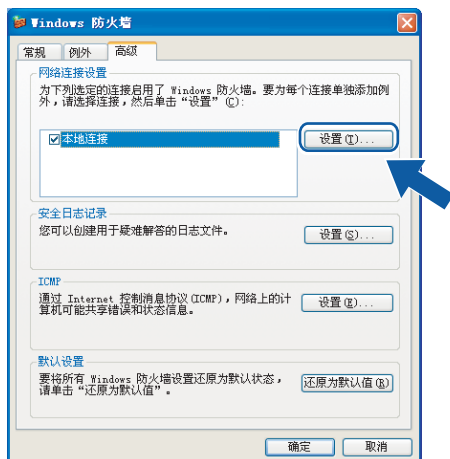 Windows 防火墙
常规 例外 高级
网络连接设置
为下列选定的连接启用了 Windows 防火墙。要为每个连接单独添加例
外，请选择连接，然后单击“设置”(C):
本地连接
设置(T)...
安全日志记录
您可以创建用于疑难解答的日志文件。
设置(S)...
ICMP
通过 Internet 控制消息协议(ICMP)，网络上的计
算机可能共享错误和状态信息。
设置(E)...
默认设置
要将所有 Windows 防火墙设置还原为默认状态，
请单击“还原为默认值”。
还原为默认值(R)
确定 取消